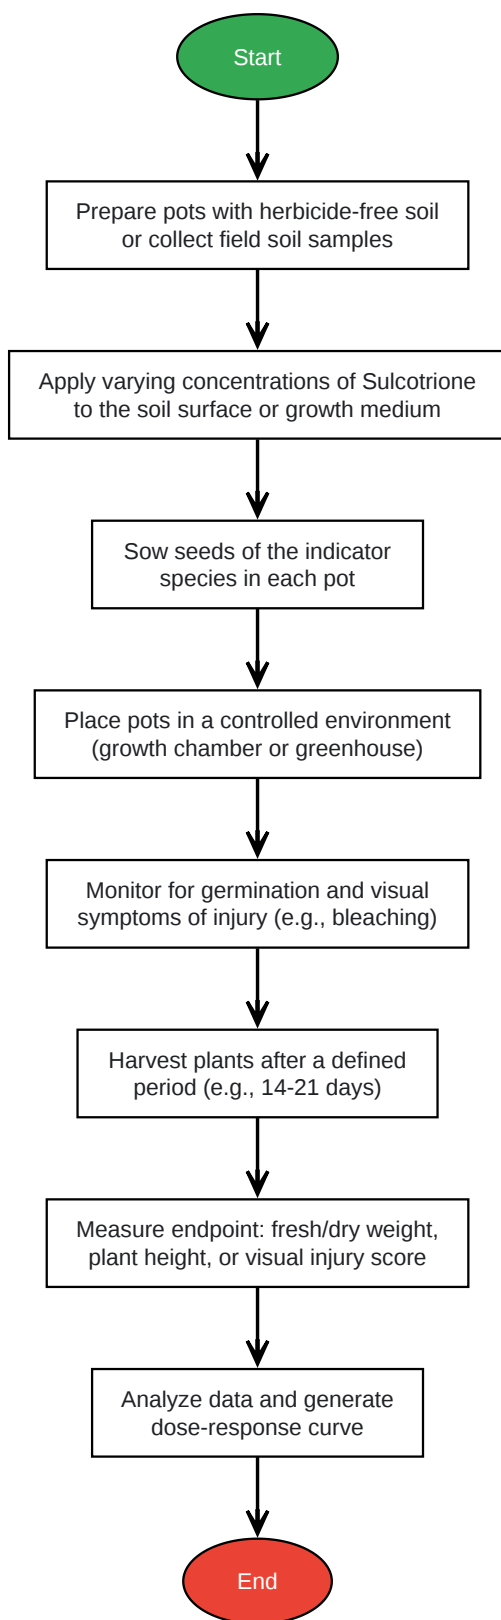 Start
Prepare pots with herbicide-free soil
or collect field soil samples
Apply varying concentrations of Sulcotrione
to the soil surface or growth medium
Sow seeds of the indicator
species in each pot
Place pots in a controlled environment
(growth chamber or greenhouse)
Monitor for germination and visual
symptoms of injury (e.g., bleaching)
Harvest plants after a defined
period (e.g., 14-21 days)
Measure endpoint: fresh/dry weight,
plant height, or visual injury score
Analyze data and generate
dose-response curve
End